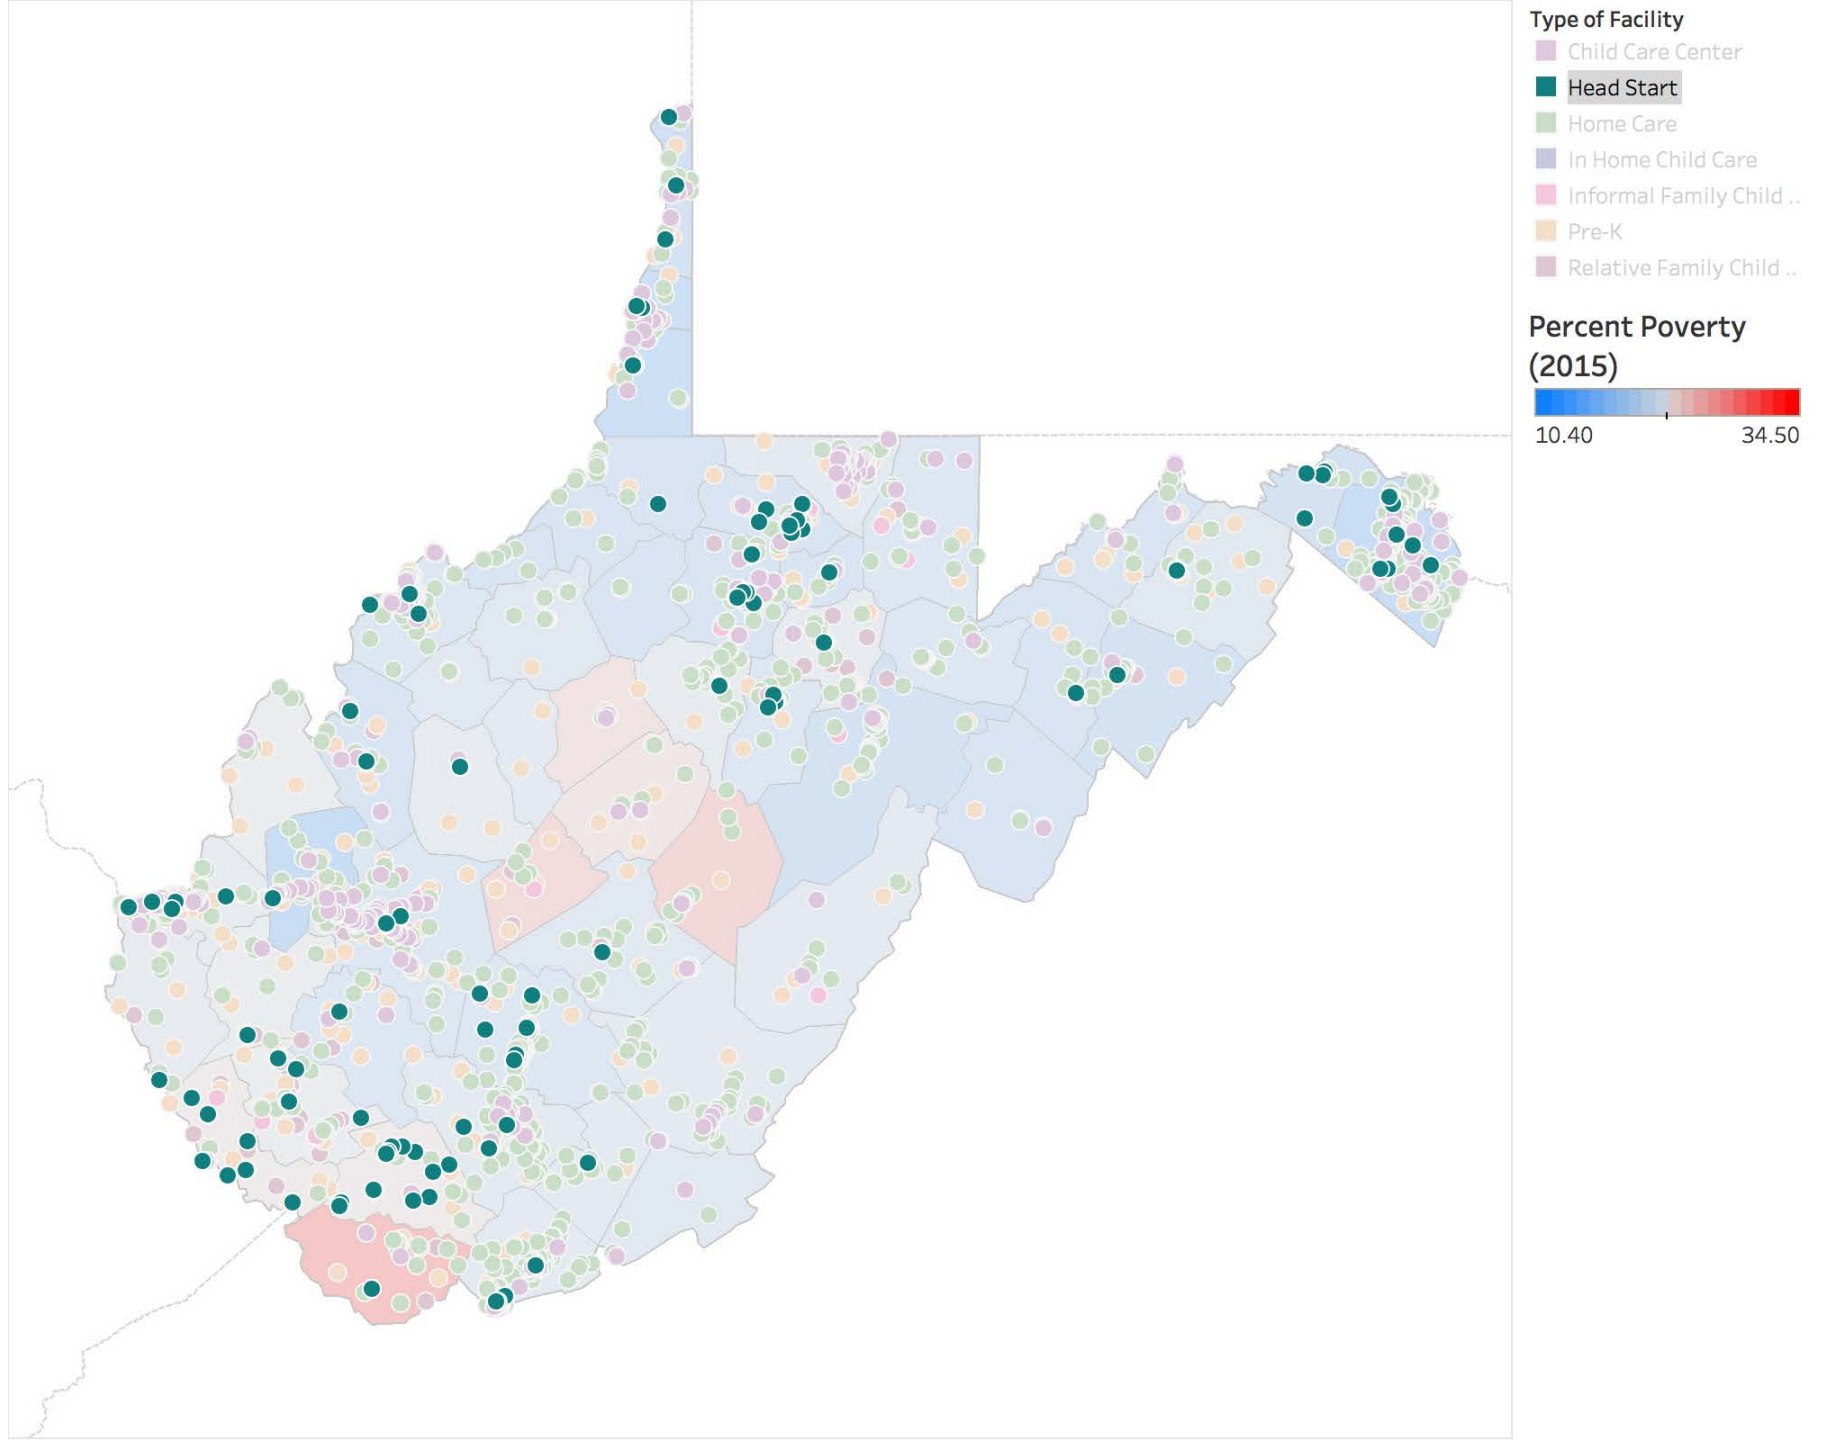 Type of Facility
Child Care Center
Head Start
Home Care
In Home Child Care
Informal Family Child ..
Pre-K
Relative Family Child ..
Percent Poverty
(2015)
10.40
34.50